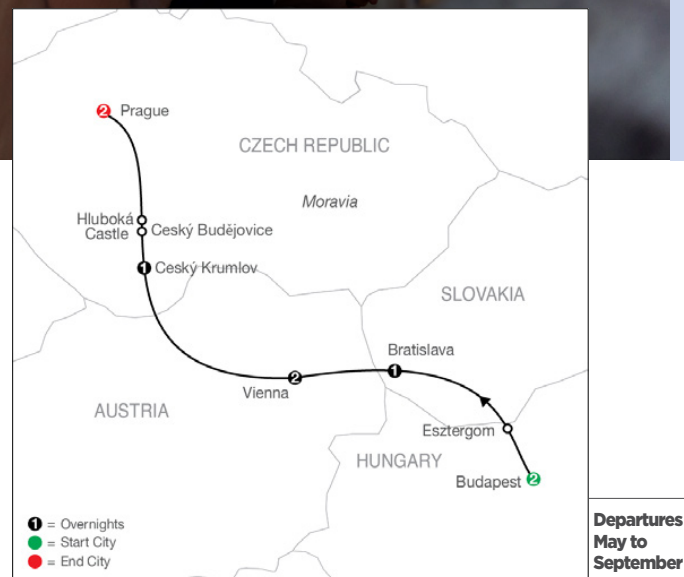 2 Prague
CZECH REPUBLIC
Moravia
Hluboká
Castle
Ceský Budějovice
1 Ceský Krumlov
SLOVAKIA
Bratislava
1
2
Vienna
AUSTRIA
Esztergom
HUNGARY
Budapest 2
1 = Overnights
= Start City
= End City
Departures
May to
September